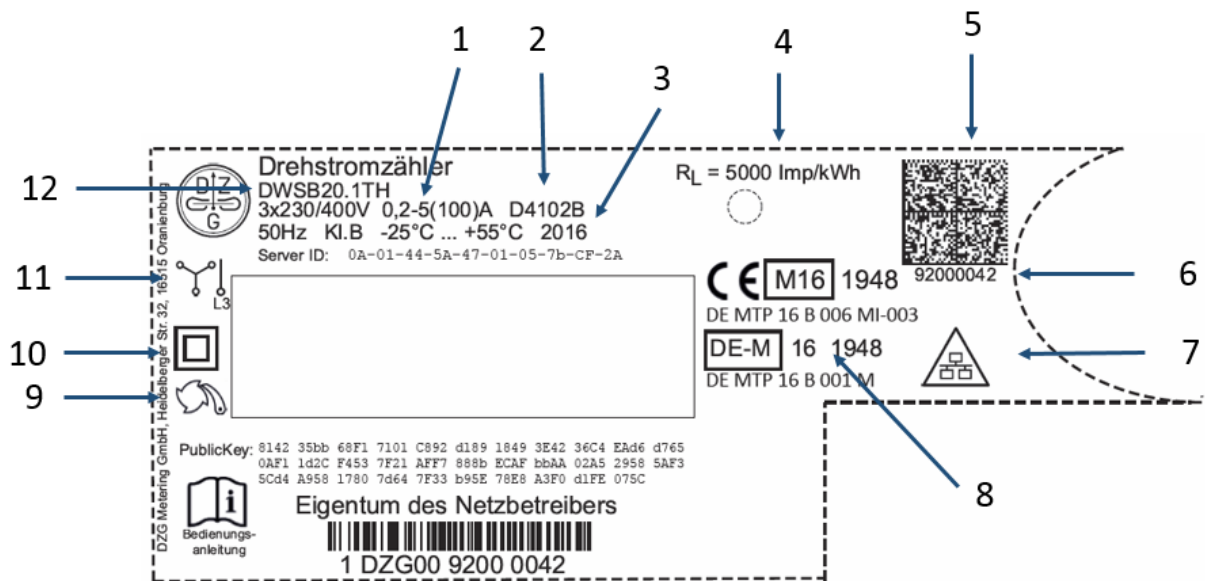 1
2
3
4
5
6
7
8
9
10
11
12
DZG
Drehstromzähler
DWSB20.1TH
3x230/400V 0,2-5(100)A D4102B
50Hz Kl.B -25°C ... +55°C 2016
Server ID: 0A-01-44-5A-47-01-05-7b-CF-2A
RL = 5000 Imp/kWh
92000042
L3
CE M16 1948
DE MTP 16 B 006 MI-003
DE-M 16 1948
DE MTP 16 B 001 M
PublicKey: 8142 35bb 68F1 7101 C892 d189 1849 3E42 36C4 EAd6 d765
0AF1 1d2C F453 7F21 AFF7 888b ECAF bbAA 02A5 2958 5AF3
5Cd4 A958 1780 7d64 7F33 b95E 78E8 A3F0 d1FE 075C
i
Bedienungs-
anleitung
Eigentum des Netzbetreibers
1 DZG00 9200 0042
DZG Metering GmbH, Heidelberger Str. 32, 16515 Oranienburg